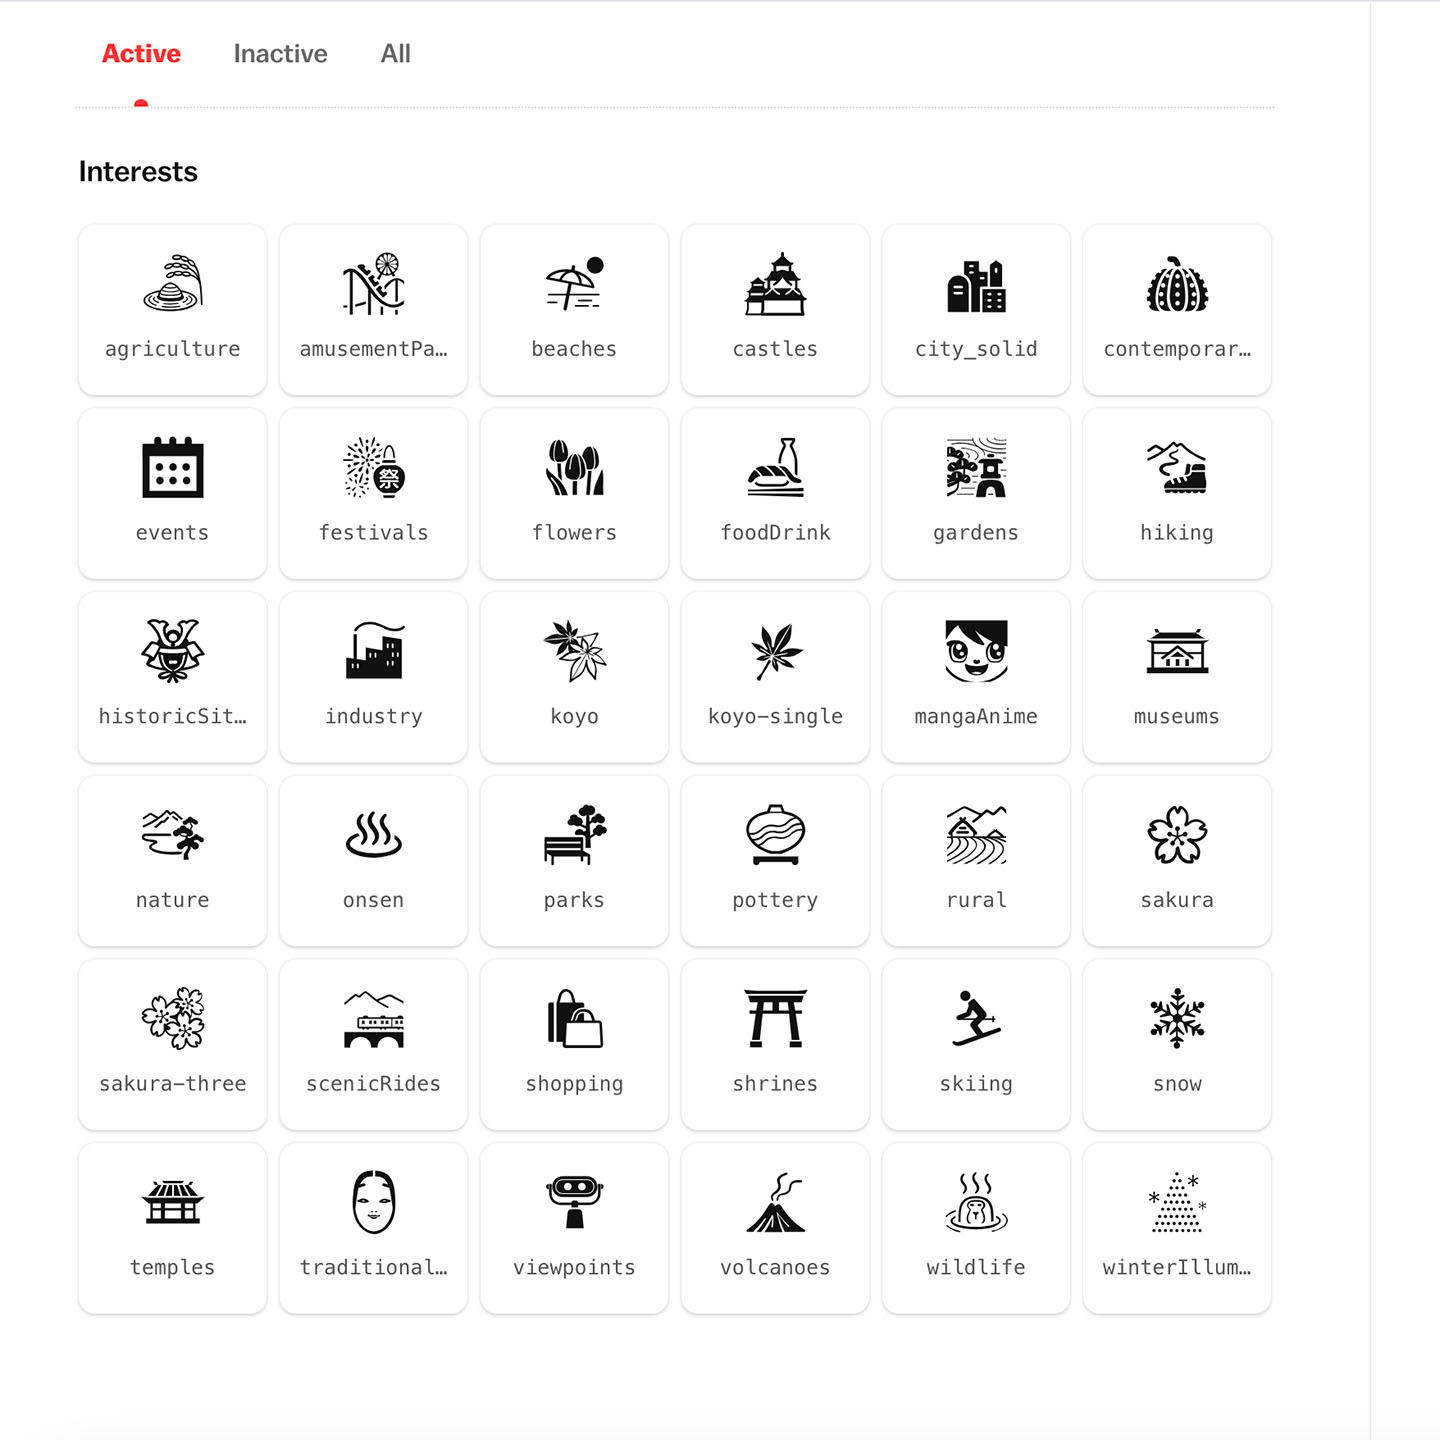 Active Inactive All
Interests
agriculture amusementPa… beaches castles city_solid contemporar…
祭
events festivals flowers foodDrink gardens hiking
historicSit… industry koyo koyo-single mangaAnime museums
nature onsen parks pottery rural sakura
sakura-three scenicRides shopping shrines skiing snow
temples traditional… viewpoints volcanoes wildlife winterIllum…